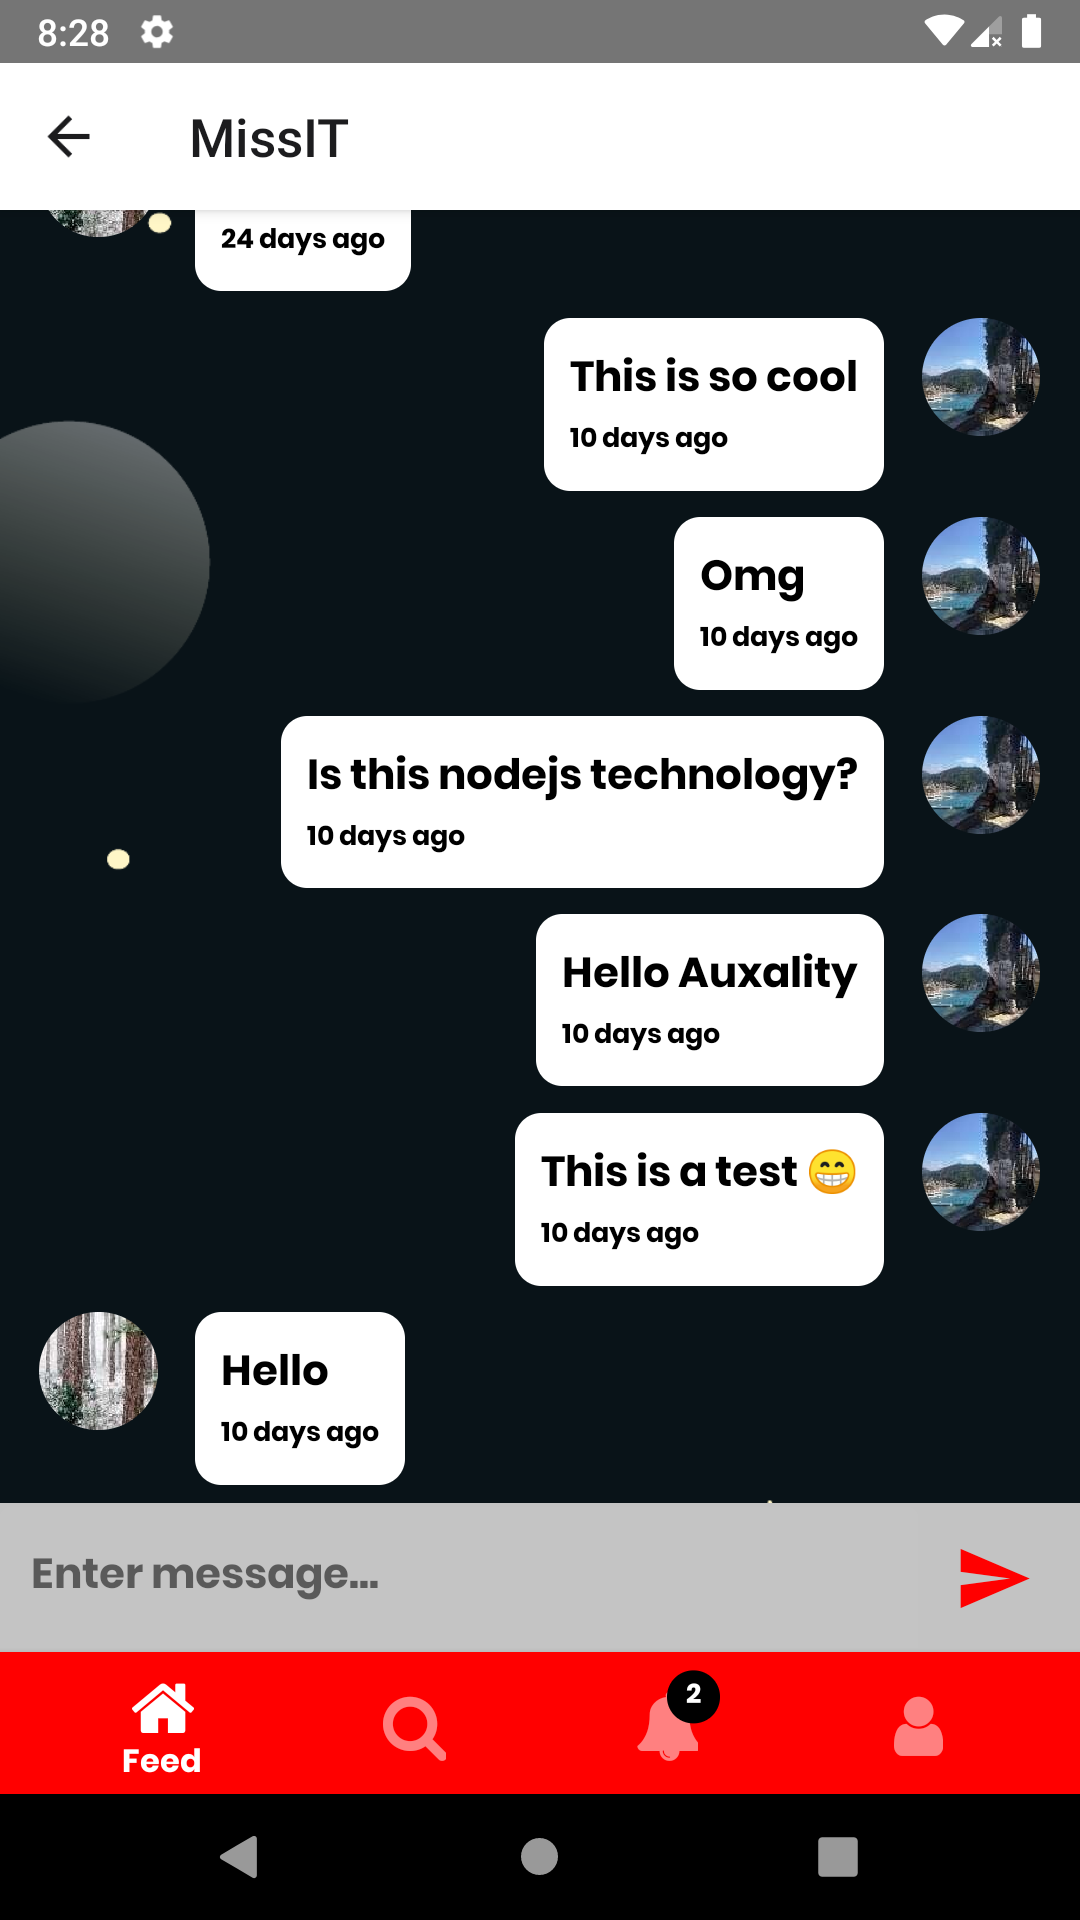 8:28
MissIT
24 days ago
This is so cool
10 days ago
Omg
10 days ago
Is this nodejs technology?
10 days ago
Hello Auxality
10 days ago
This is a test 😁
10 days ago
Hello
10 days ago
Enter message...
2
Feed